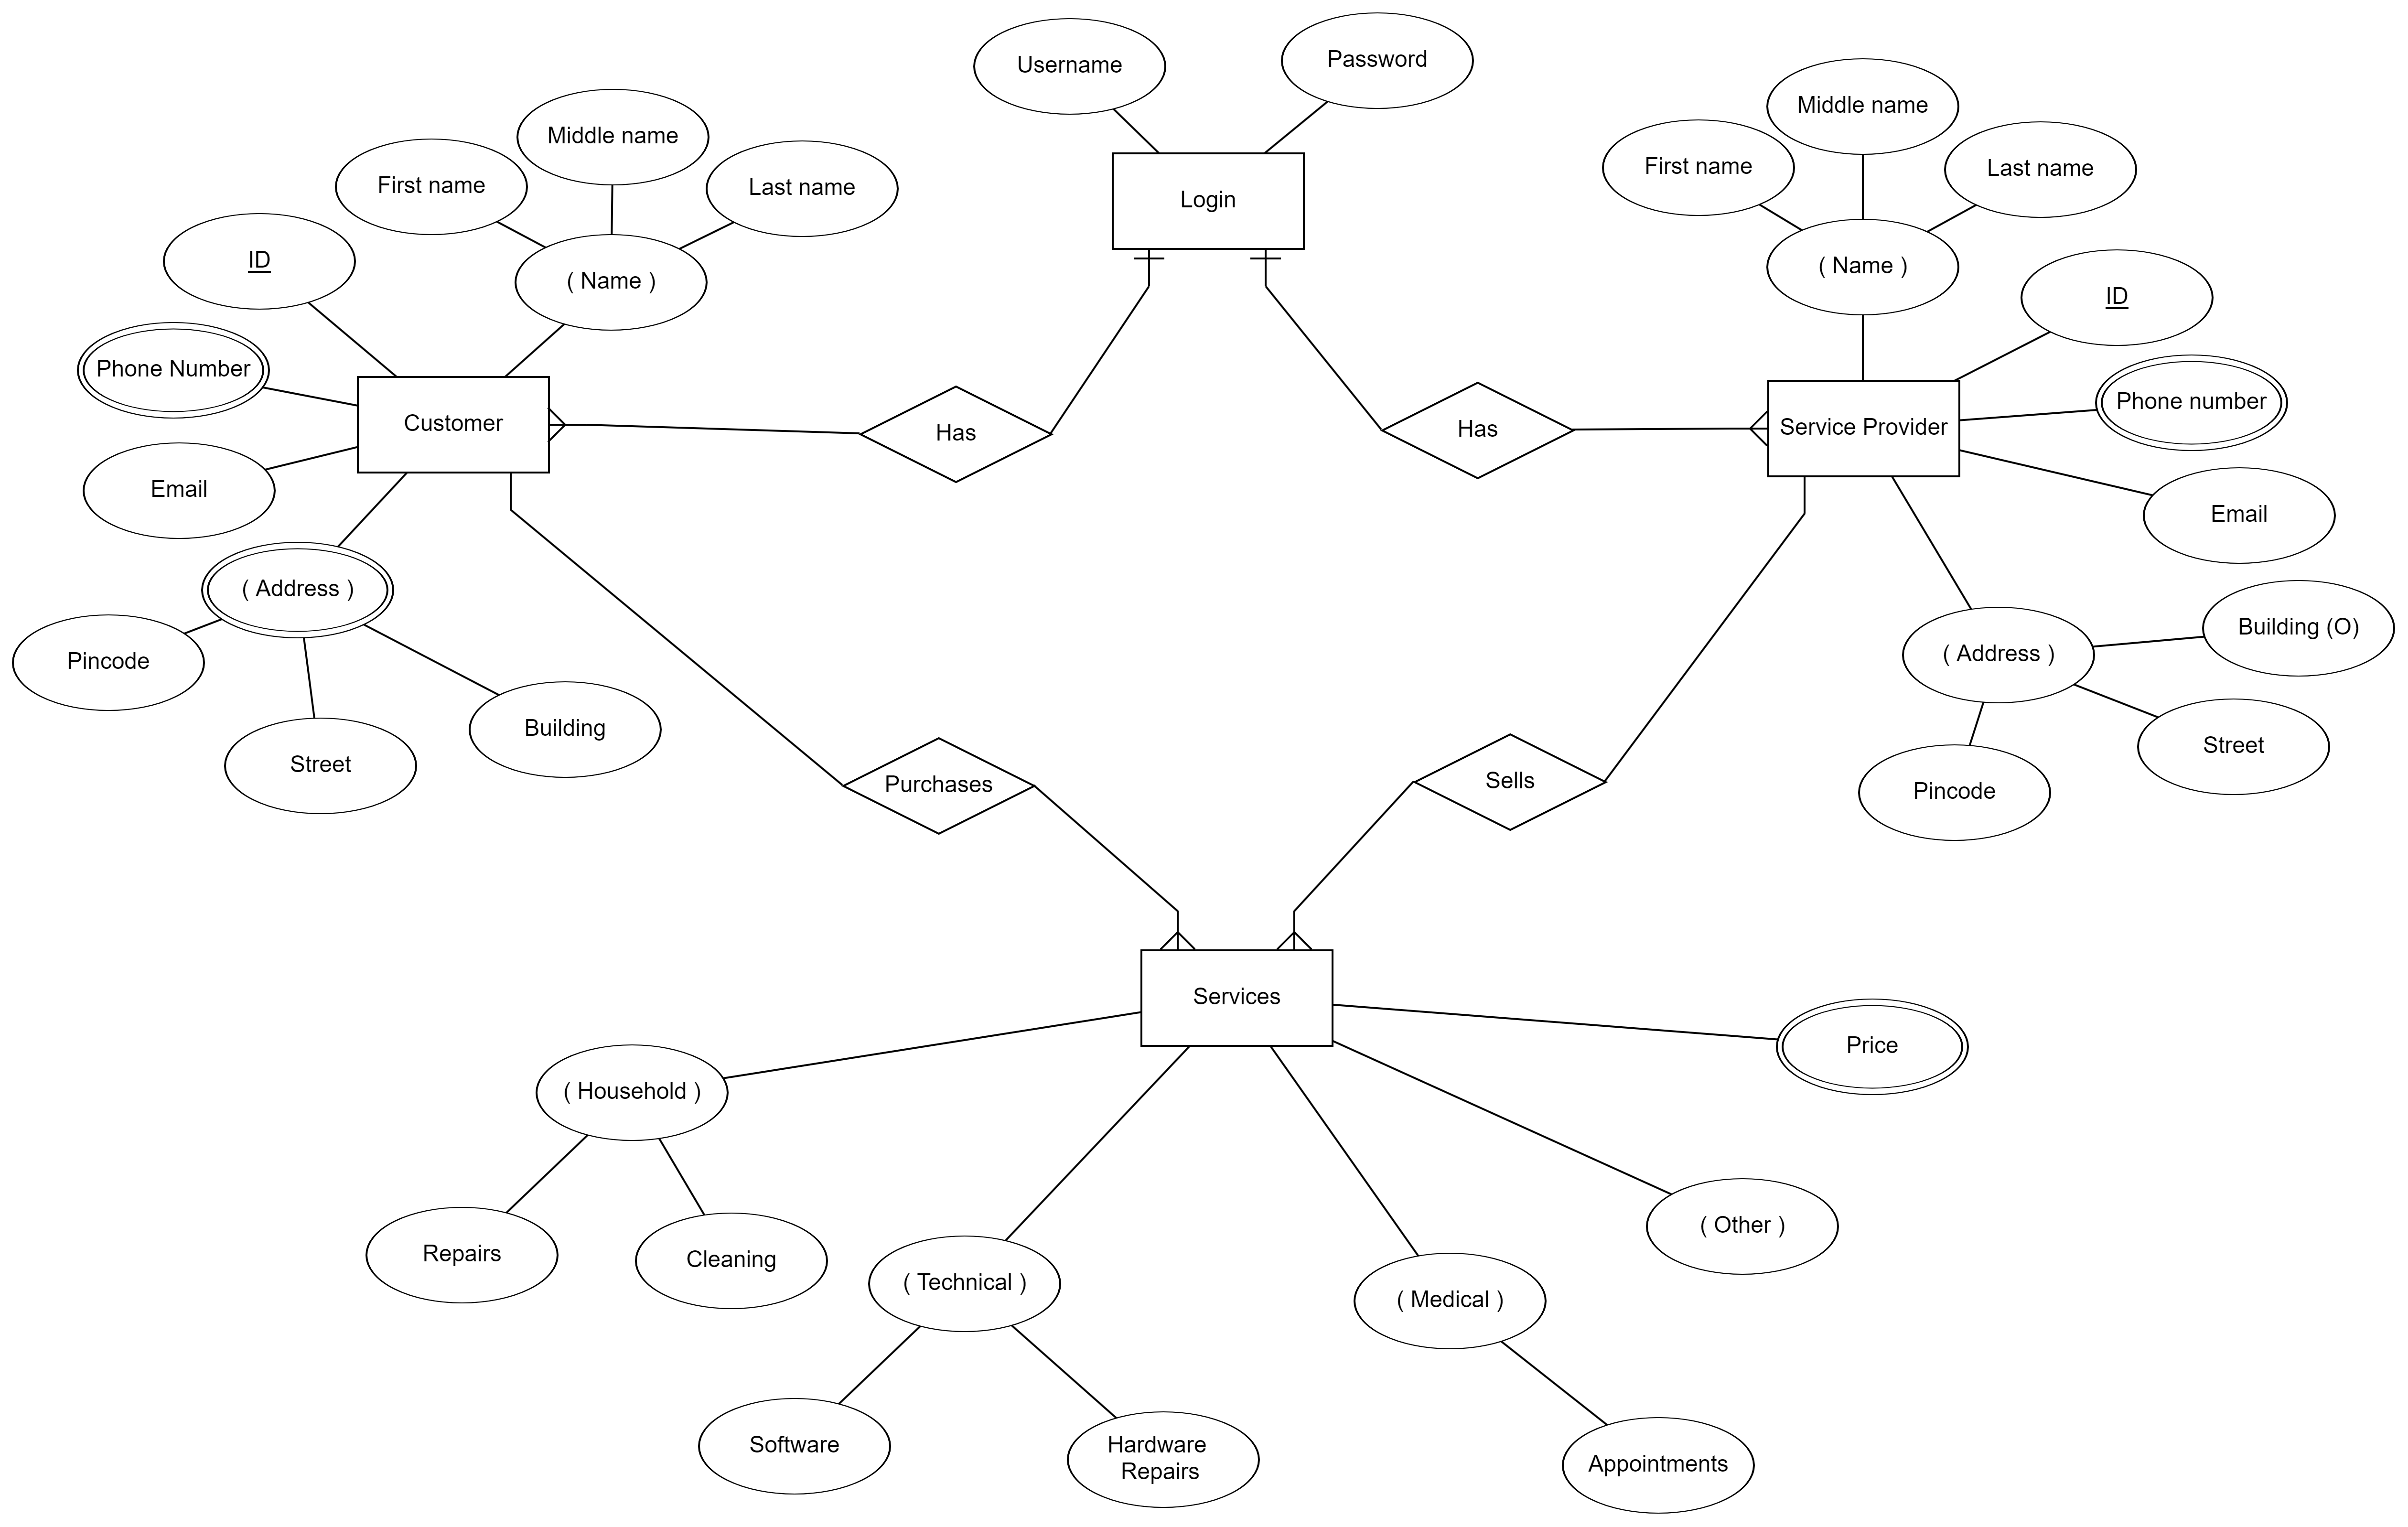 Username
Password
Middle name
First name
Last name
Middle name
First name
Last name
Login
ID
( Name )
( Name )
ID
Phone Number
Customer
Has
Has
Service Provider
Phone number
Email
Email
( Address )
Building (O)
Pincode
( Address )
Street
Building
Street
Purchases
Sells
Pincode
Services
Price
( Household )
Repairs
Cleaning
( Other )
( Technical )
( Medical )
Software
Hardware
Repairs
Appointments